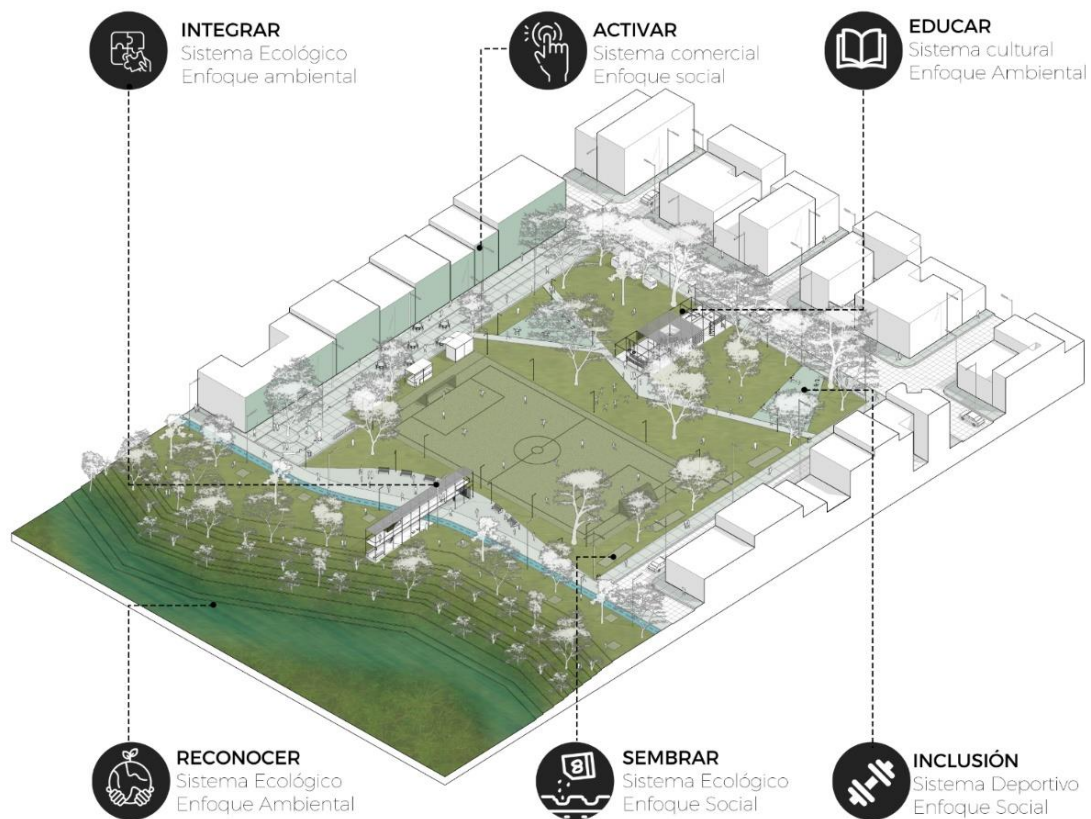 INTEGRAR
Sistema Ecológico
Enfoque ambiental
ACTIVAR
Sistema comercial
Enfoque social
EDUCAR
Sistema cultural
Enfoque Ambiental
RECONOCER
Sistema Ecológico
Enfoque Ambiental
SEMBRAR
Sistema Ecológico
Enfoque Social
INCLUSIÓN
Sistema Deportivo
Enfoque Social